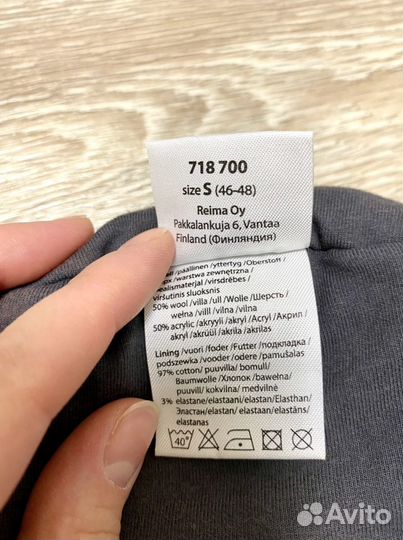 718 700
size S (46-48)
Reima Oy
Pakkalankuja 6, Vantaa
Finland (Финляндия)
/päällinen /yttertyg /Oberstoff/
/warstwa zewnętrzna /
/virsdrēbes/
viršutinis sluoksnis
50% wool /villa / ull /Wolle /Шерсть /
wełna /vill /vilna /vilna
50% acrylic /akryyli / akryl /Acryl /Акрил /
akryl /akrüül /akrila /akrilas
Lining /vuori /foder /Futter /подкладка /
podszewka /vooder /odere /pamušalas
97% cotton /puuvilla /bomull/
Baumwolle /Хлопок /bawełna/
puuvill /kokvilna /medvilnė
3% elastane/elastaani/elastan/Elasthan/
Эластан/elastan/elastaan/elastāns/
elastanas
40°
Avito